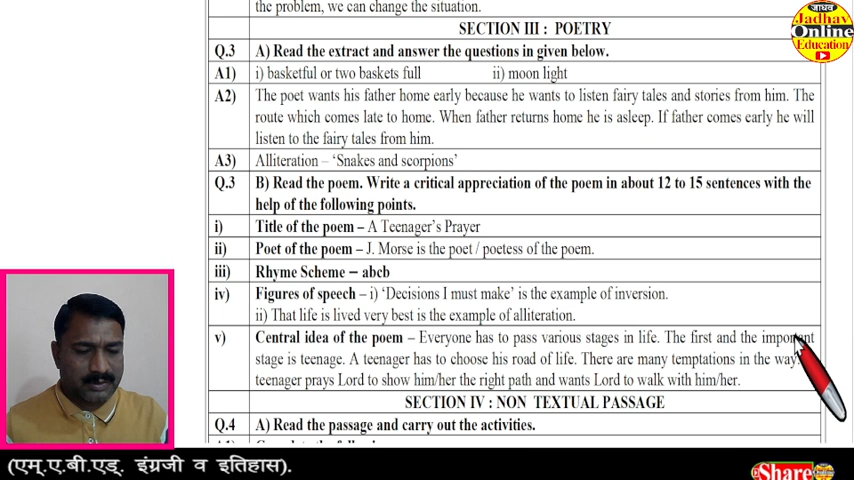 the problem, we can change the situation.
SECTION III : POETRY
Q.3 A) Read the extract and answer the questions in given below.
A1) i) basketful or two baskets full ii) moon light
A2) The poet wants his father home early because he wants to listen fairy tales and stories from him. The
route which comes late to home. When father returns home he is asleep. If father comes early he will
listen to the fairy tales from him.
A3) Alliteration – ‘Snakes and scorpions’
Q.3 B) Read the poem. Write a critical appreciation of the poem in about 12 to 15 sentences with the
help of the following points.
i) Title of the poem – A Teenager’s Prayer
ii) Poet of the poem – J. Morse is the poet / poetess of the poem.
iii) Rhyme Scheme – abcb
iv) Figures of speech – i) ‘Decisions I must make’ is the example of inversion.
ii) That life is lived very best is the example of alliteration.
v) Central idea of the poem – Everyone has to pass various stages in life. The first and the important
stage is teenage. A teenager has to choose his road of life. There are many temptations in the way
teenager prays Lord to show him/her the right path and wants Lord to walk with him/her.
SECTION IV : NON TEXTUAL PASSAGE
Q.4 A) Read the passage and carry out the activities.
जाधव
Jadhav
Online
Education
(एम्.ए.बी.एड्. इंग्रजी व इतिहास).
Share